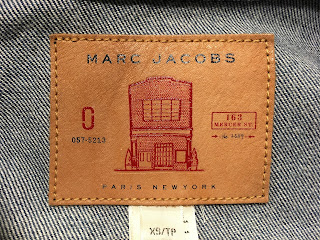 MARC JACOBS
0
057-5213
163
MERCER ST.
PARIS NEWYORK
XS/TP